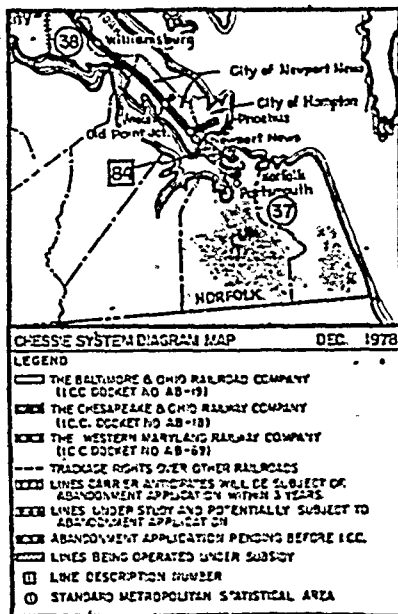 38
Williamsburg
City of Newport News
City of Hampton
Phoebus
Old Point Jct.
Newport News
84
Norfolk
Portsmouth
37
NORFOLK
CHESSIE SYSTEM DIAGRAM MAP DEC. 1978
LEGEND
THE BALTIMORE & OHIO RAILROAD COMPANY
(I.C.C. DOCKET NO AB-19)
THE CHESAPEAKE & OHIO RAILWAY COMPANY
(I.C.C. DOCKET NO. AB-18)
THE WESTERN MARYLAND RAILWAY COMPANY
(I.C.C. DOCKET NO AB-69)
TRACKAGE RIGHTS OVER OTHER RAILROADS
LINES CARRIER ANTICIPATES WILL BE SUBJECT OF
ABANDONMENT APPLICATION WITHIN 3 YEARS.
LINES UNDER STUDY AND POTENTIALLY SUBJECT TO
ABANDONMENT APPLICATION
ABANDONMENT APPLICATION PENDING BEFORE I.C.C.
LINES BEING OPERATED UNDER SUBSIDY
LINE DESCRIPTION NUMBER
STANDARD METROPOLITAN STATISTICAL AREA